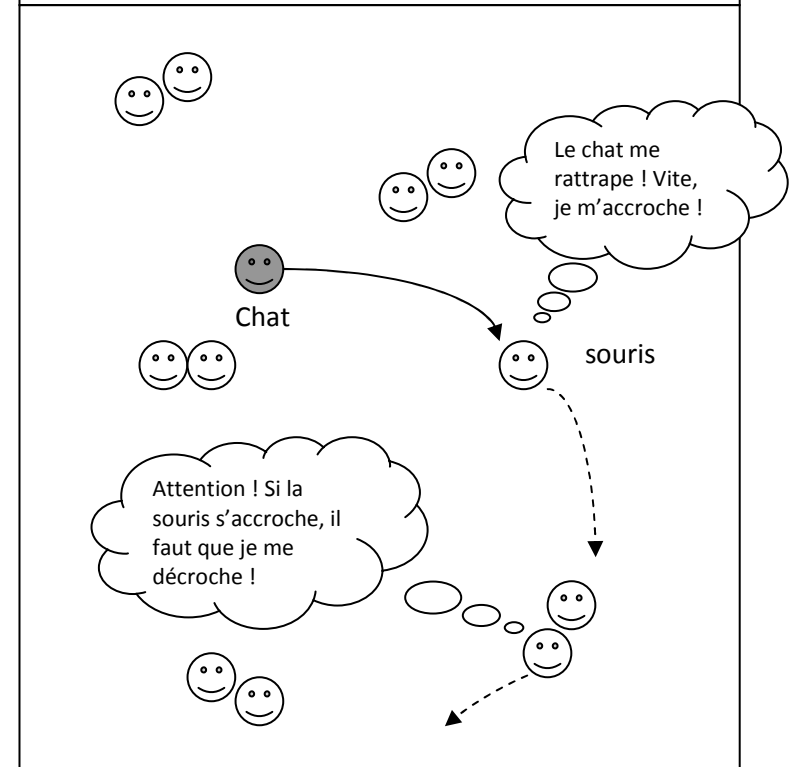 Le chat me
rattrape ! Vite,
je m’accroche !
Chat
souris
Attention ! Si la
souris s’accroche, il
faut que je me
décroche !